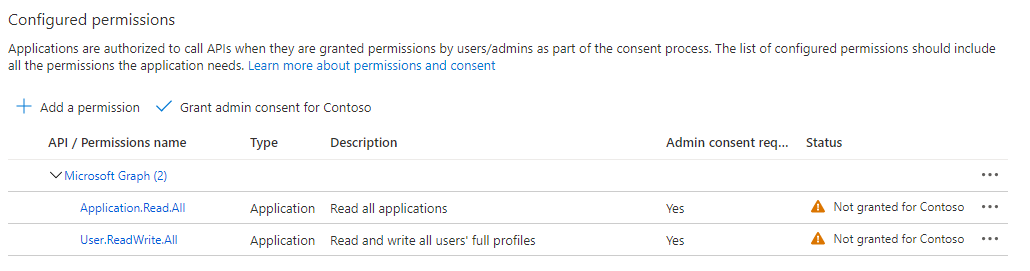 Configured permissions
Applications are authorized to call APIs when they are granted permissions by users/admins as part of the consent process. The list of configured permissions should include
all the permissions the application needs. Learn more about permissions and consent
Add a permission Grant admin consent for Contoso
API / Permissions name Type Description Admin consent req... Status
Microsoft Graph (2)
Application.Read.All Application Read all applications Yes Not granted for Contoso
User.ReadWrite.All Application Read and write all users' full profiles Yes Not granted for Contoso